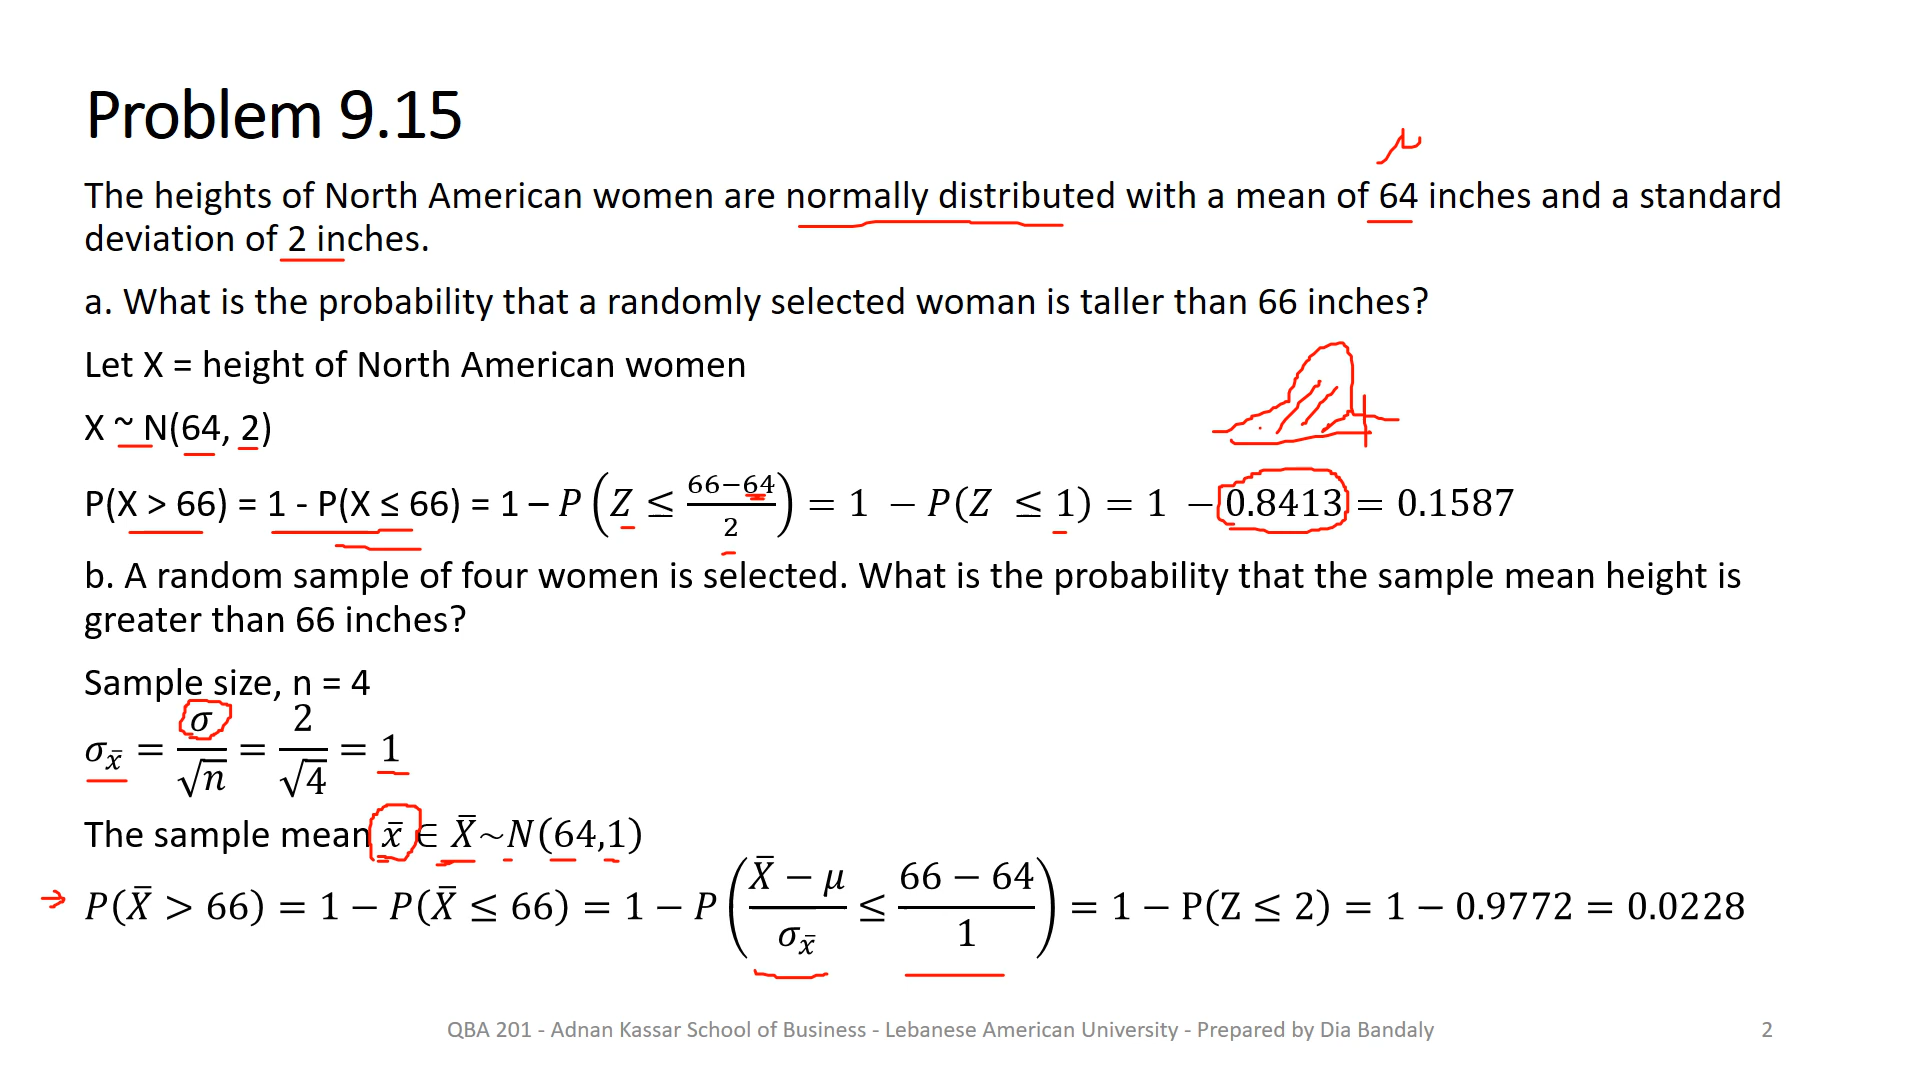 Problem 9.15
μ
The heights of North American women are normally distributed with a mean of 64 inches and a standard
deviation of 2 inches.
a. What is the probability that a randomly selected woman is taller than 66 inches?
Let X = height of North American women
X ~ N(64, 2)
P(X > 66) = 1 - P(X ≤ 66) = 1 – P(Z ≤ (66−64)/2) = 1 − P(Z ≤ 1) = 1 − 0.8413 = 0.1587
b. A random sample of four women is selected. What is the probability that the sample mean height is
greater than 66 inches?
Sample size, n = 4
σ_x̄ = σ/√n = 2/√4 = 1
The sample mean x̄ ∈ X̄~N(64,1)
P(X̄ > 66) = 1 − P(X̄ ≤ 66) = 1 − P((X̄ − μ)/σ_x̄ ≤ (66 − 64)/1) = 1 − P(Z ≤ 2) = 1 − 0.9772 = 0.0228
QBA 201 - Adnan Kassar School of Business - Lebanese American University - Prepared by Dia Bandaly
2